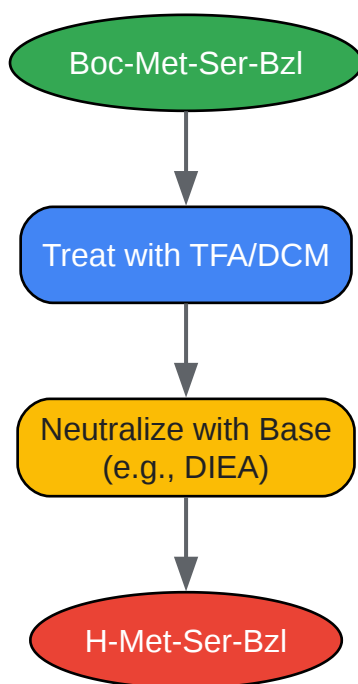 Boc-Met-Ser-Bzl
Treat with TFA/DCM
Neutralize with Base
(e.g., DIEA)
H-Met-Ser-Bzl